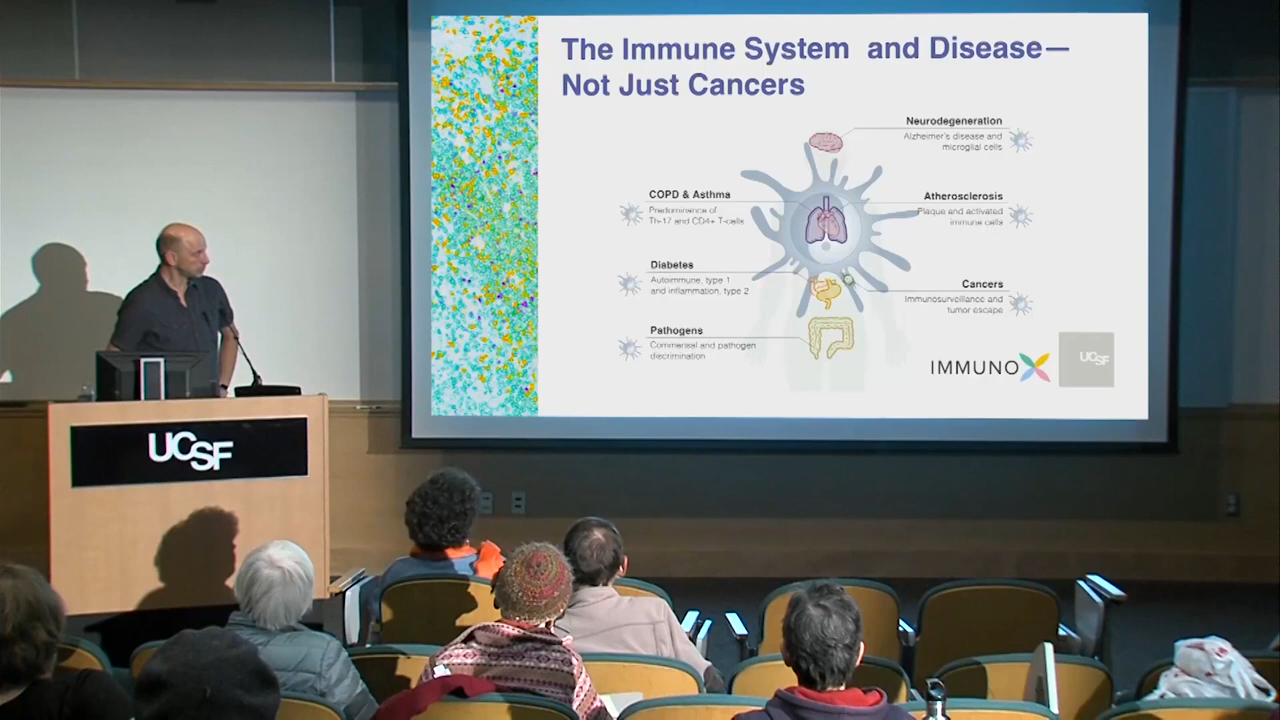 The Immune System and Disease—
Not Just Cancers
Neurodegeneration
Alzheimer's disease and
microglial cells
COPD & Asthma
Predominence of
Th-17 and CD4+ T-cells
Atherosclerosis
Plaque and activated
immune cells
Diabetes
Autoimmune, type 1
and inflammation, type 2
Cancers
Immunosurveillance and
tumor escape
Pathogens
Commensal and pathogen
discrimination
IMMUNOX
UCSF
UCSF